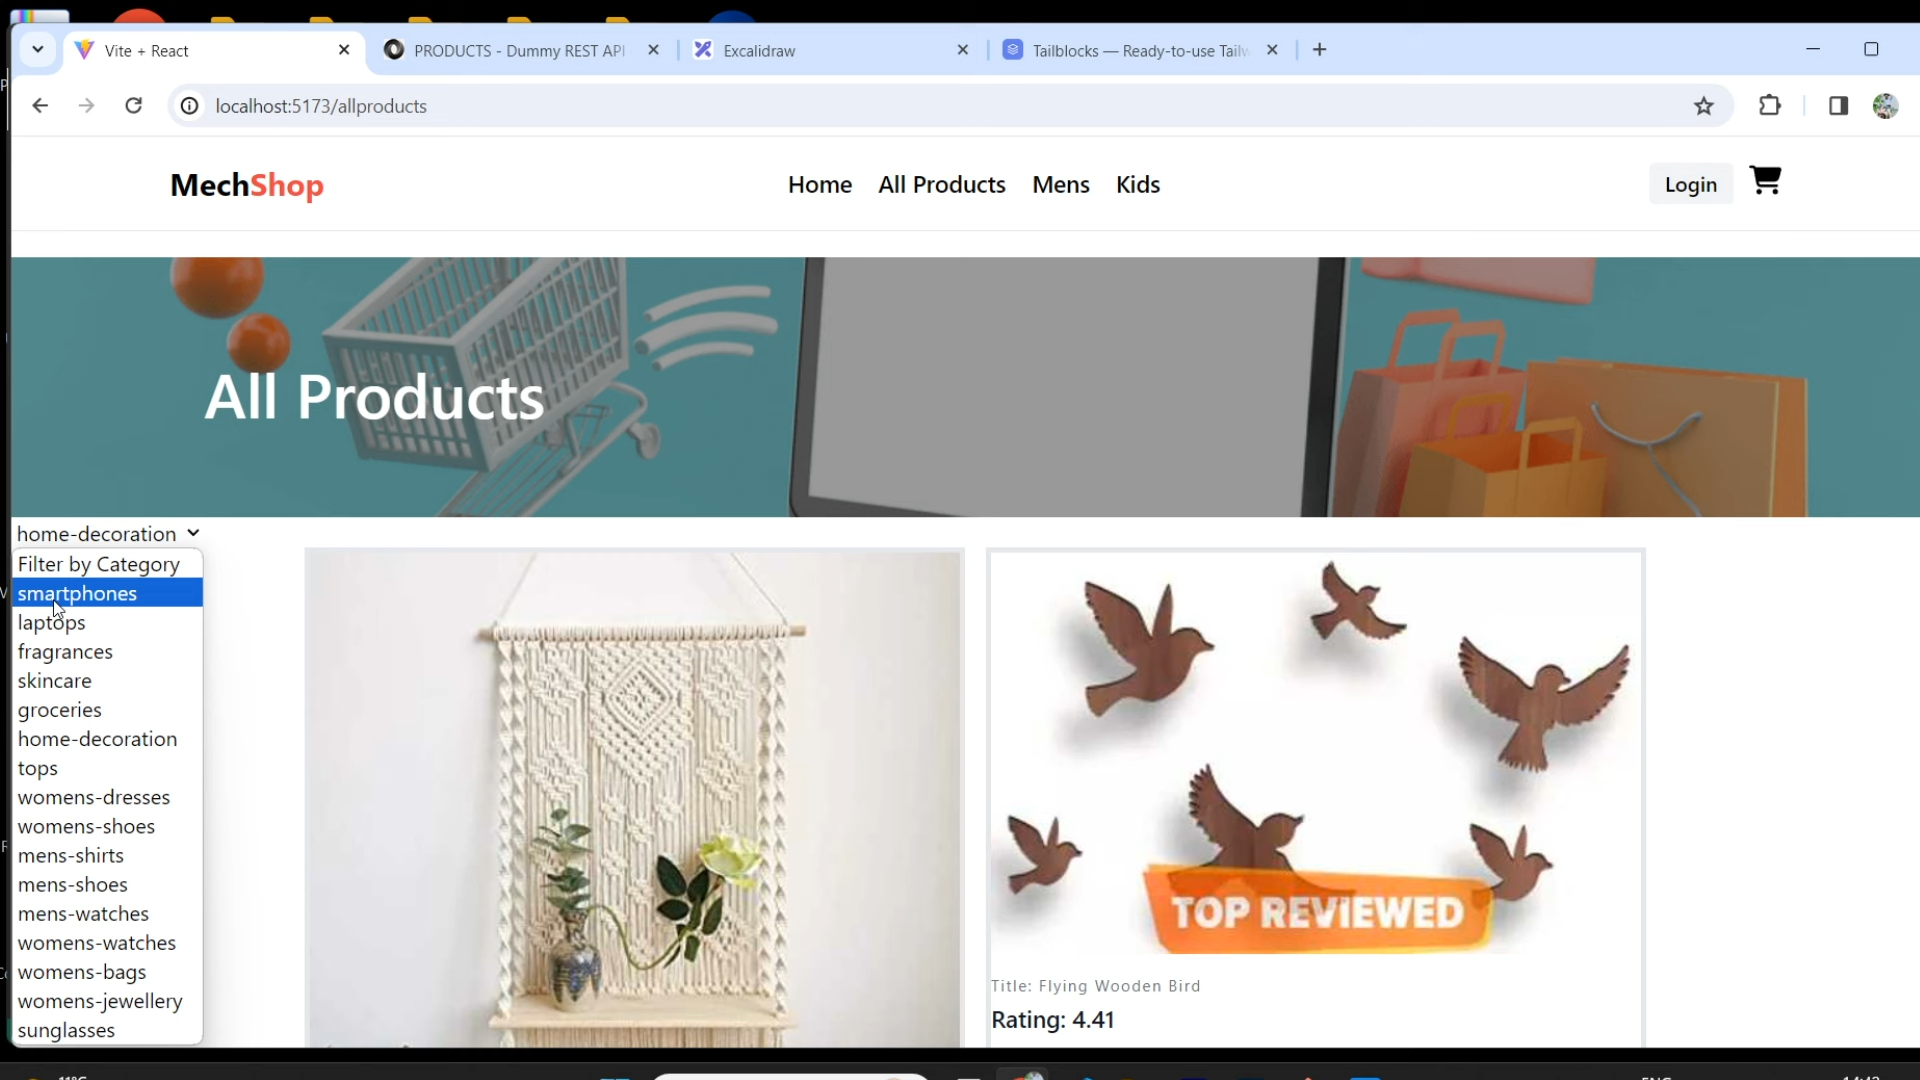 Vite + React
PRODUCTS - Dummy REST API
Excalidraw
Tailblocks — Ready-to-use Tailw
localhost:5173/allproducts
MechShop
Home
All Products
Mens
Kids
Login
All Products
home-decoration
Filter by Category
smartphones
laptops
fragrances
skincare
groceries
home-decoration
tops
womens-dresses
womens-shoes
mens-shirts
mens-shoes
mens-watches
womens-watches
womens-bags
womens-jewellery
sunglasses
TOP REVIEWED
Title: Flying Wooden Bird
Rating: 4.41